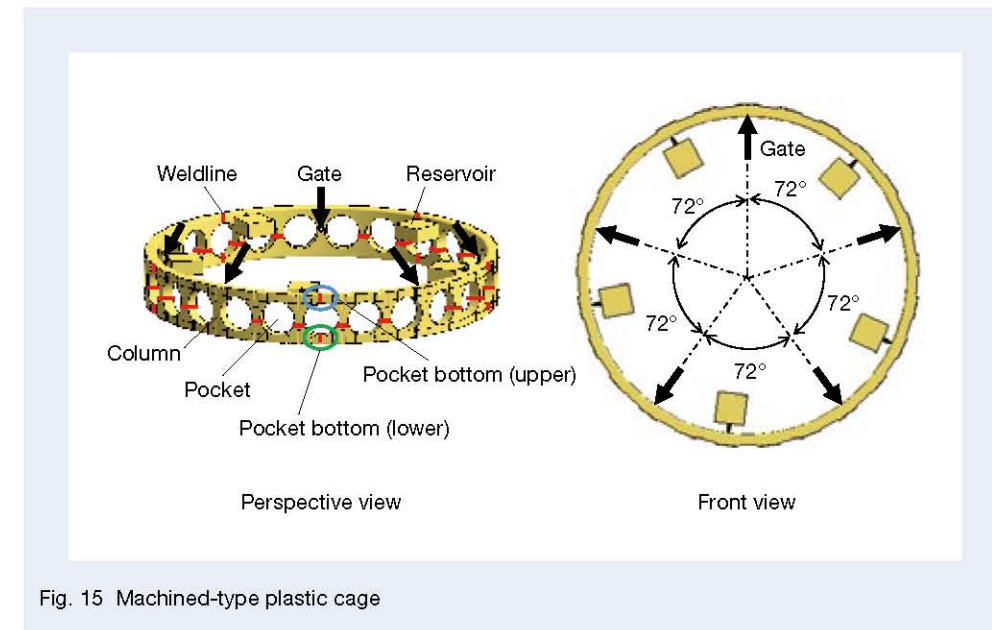 Weldline
Gate
Reservoir
Column
Pocket
Pocket bottom (upper)
Pocket bottom (lower)
Perspective view
Gate
72°
72°
72°
72°
72°
Front view
Fig. 15 Machined-type plastic cage